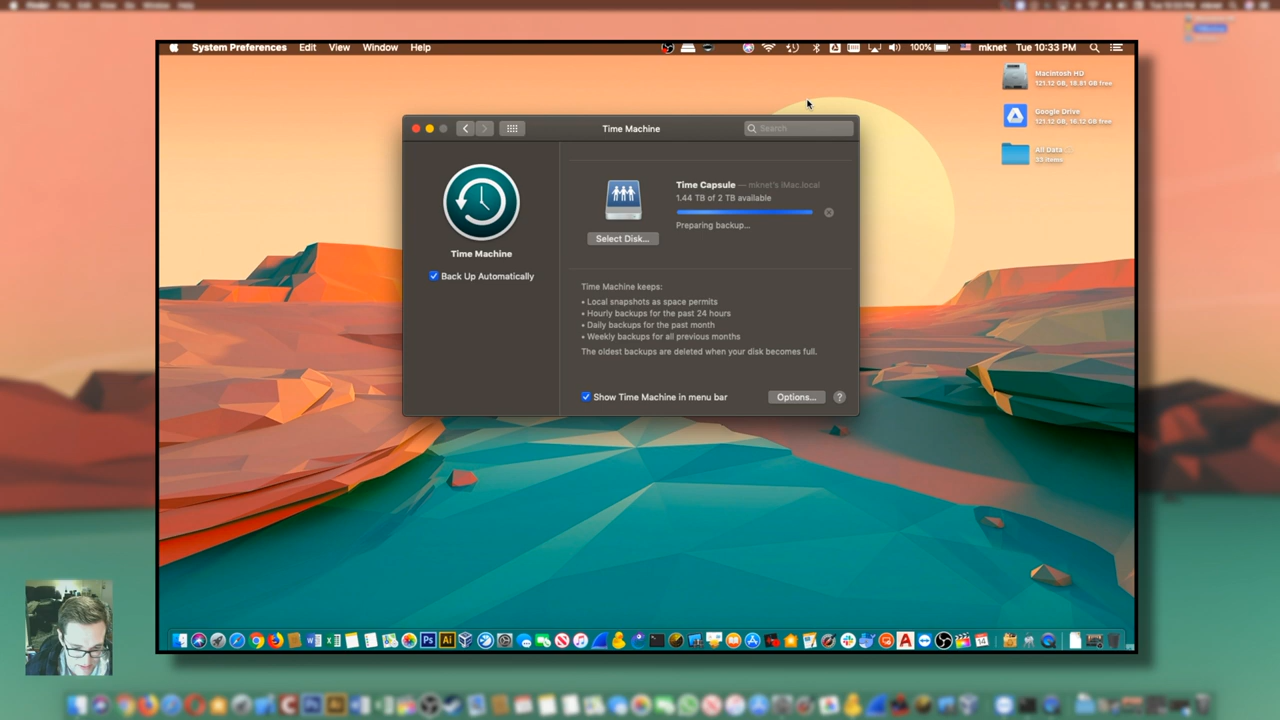 System Preferences Edit View Window Help
100% mknet Tue 10:33 PM
Macintosh HD
121.12 GB, 18.81 GB free
Google Drive
121.12 GB, 16.12 GB free
All Data
33 items
Time Machine
Search
Time Machine
Back Up Automatically
Time Capsule — mknet's iMac.local
1.44 TB of 2 TB available
Preparing backup...
Select Disk...
Time Machine keeps:
• Local snapshots as space permits
• Hourly backups for the past 24 hours
• Daily backups for the past month
• Weekly backups for all previous months
The oldest backups are deleted when your disk becomes full.
Show Time Machine in menu bar
Options...
?
Ps Ai
14